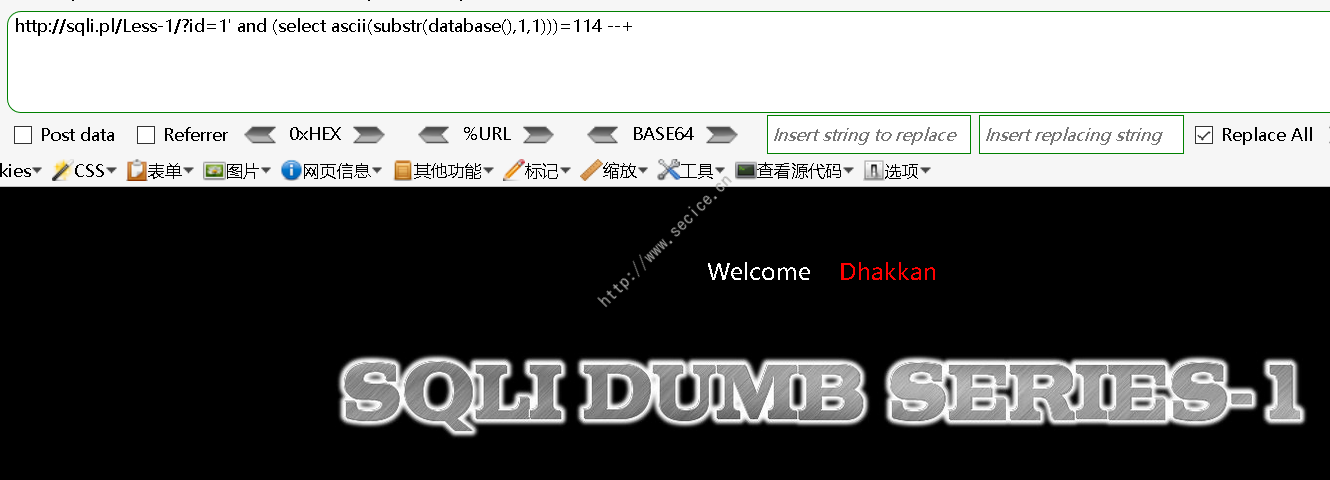 http://sqli.pl/Less-1/?id=1' and (select ascii(substr(database(),1,1)))=114 --+
Post data Referrer 0xHEX %URL BASE64 Insert string to replace Insert replacing string Replace All
kies CSS 表单 图片 网页信息 其他功能 标记 缩放 工具 查看源代码 选项
http://www.secice.cn
Welcome Dhakkan
SQLI DUMB SERIES-1